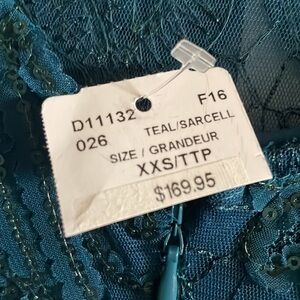 D11132 F16
026 TEAL/SARCELL
SIZE / GRANDEUR
XXS/TTP
$169.95